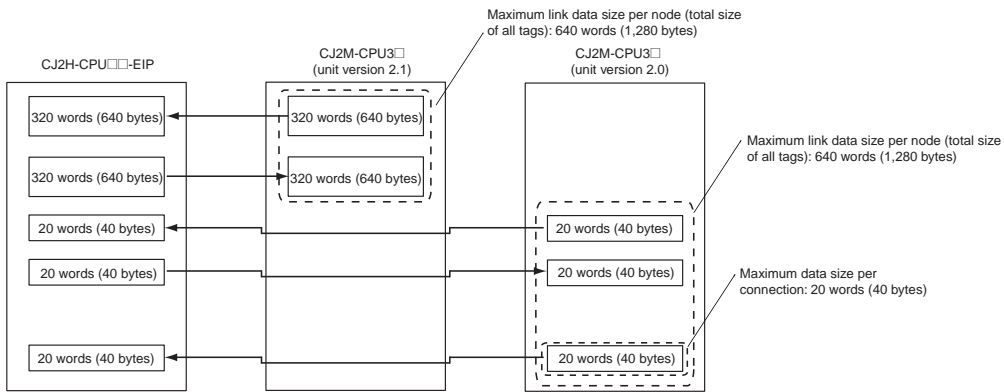 Maximum link data size per node (total size
of all tags): 640 words (1,280 bytes)
CJ2H-CPU□□-EIP
CJ2M-CPU3□
(unit version 2.1)
CJ2M-CPU3□
(unit version 2.0)
320 words (640 bytes)
320 words (640 bytes)
Maximum link data size per node (total size
of all tags): 640 words (1,280 bytes)
320 words (640 bytes)
320 words (640 bytes)
20 words (40 bytes)
20 words (40 bytes)
20 words (40 bytes)
20 words (40 bytes)
Maximum data size per
connection: 20 words (40 bytes)
20 words (40 bytes)
20 words (40 bytes)